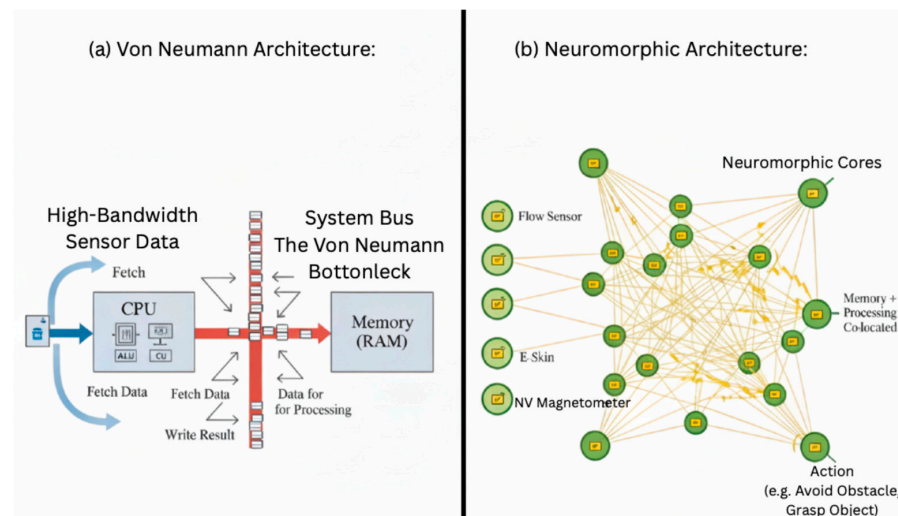 (a) Von Neumann Architecture:
High-Bandwidth
Sensor Data
System Bus
The Von Neumann
Bottonleck
Fetch
CPU
ALU
CU
Memory
(RAM)
Fetch Data
Fetch Data
Data for
for Processing
Write Result
(b) Neuromorphic Architecture:
Neuromorphic Cores
Flow Sensor
Memory +
Processing
Co-located
E-Skin
NV Magnetometer
Action
(e.g. Avoid Obstacle,
Grasp Object)